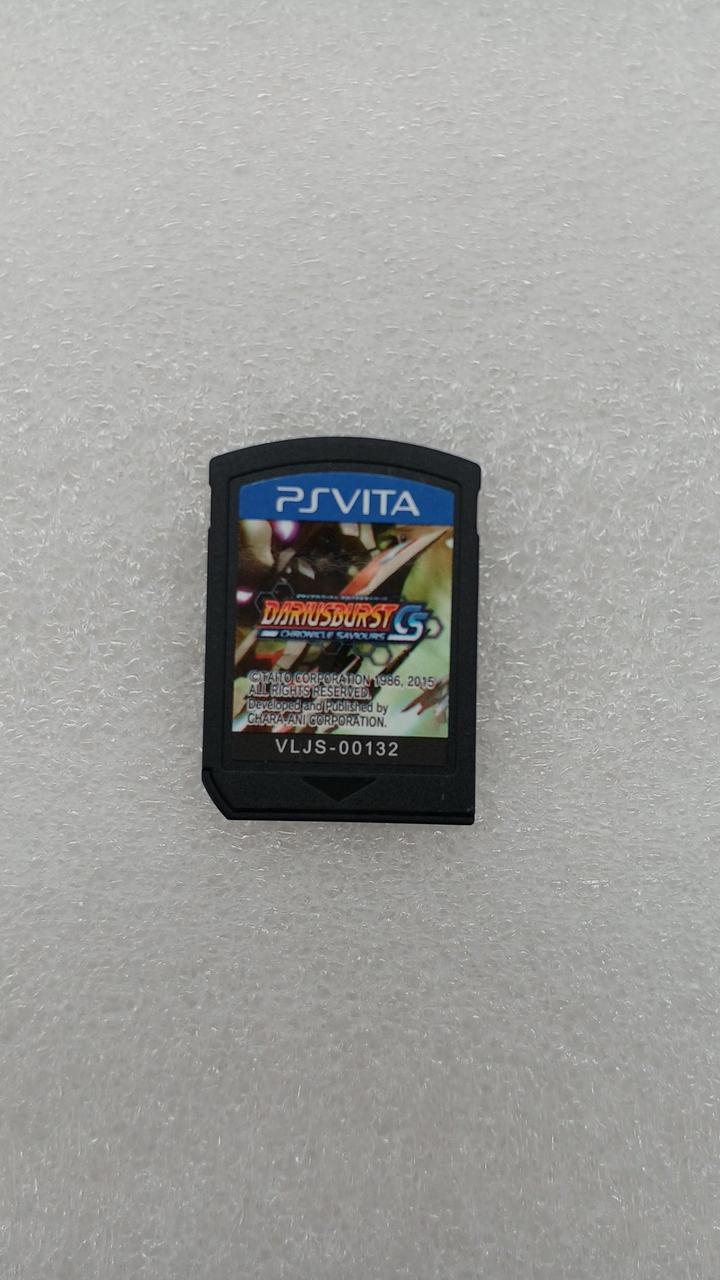 PSVITA
DARIUSBURST CS
CHRONICLE SAVIOURS
©TAITO CORPORATION 1986, 2015
ALL RIGHTS RESERVED.
Developed and Published by
CHARA-ANI CORPORATION.
VLJS-00132